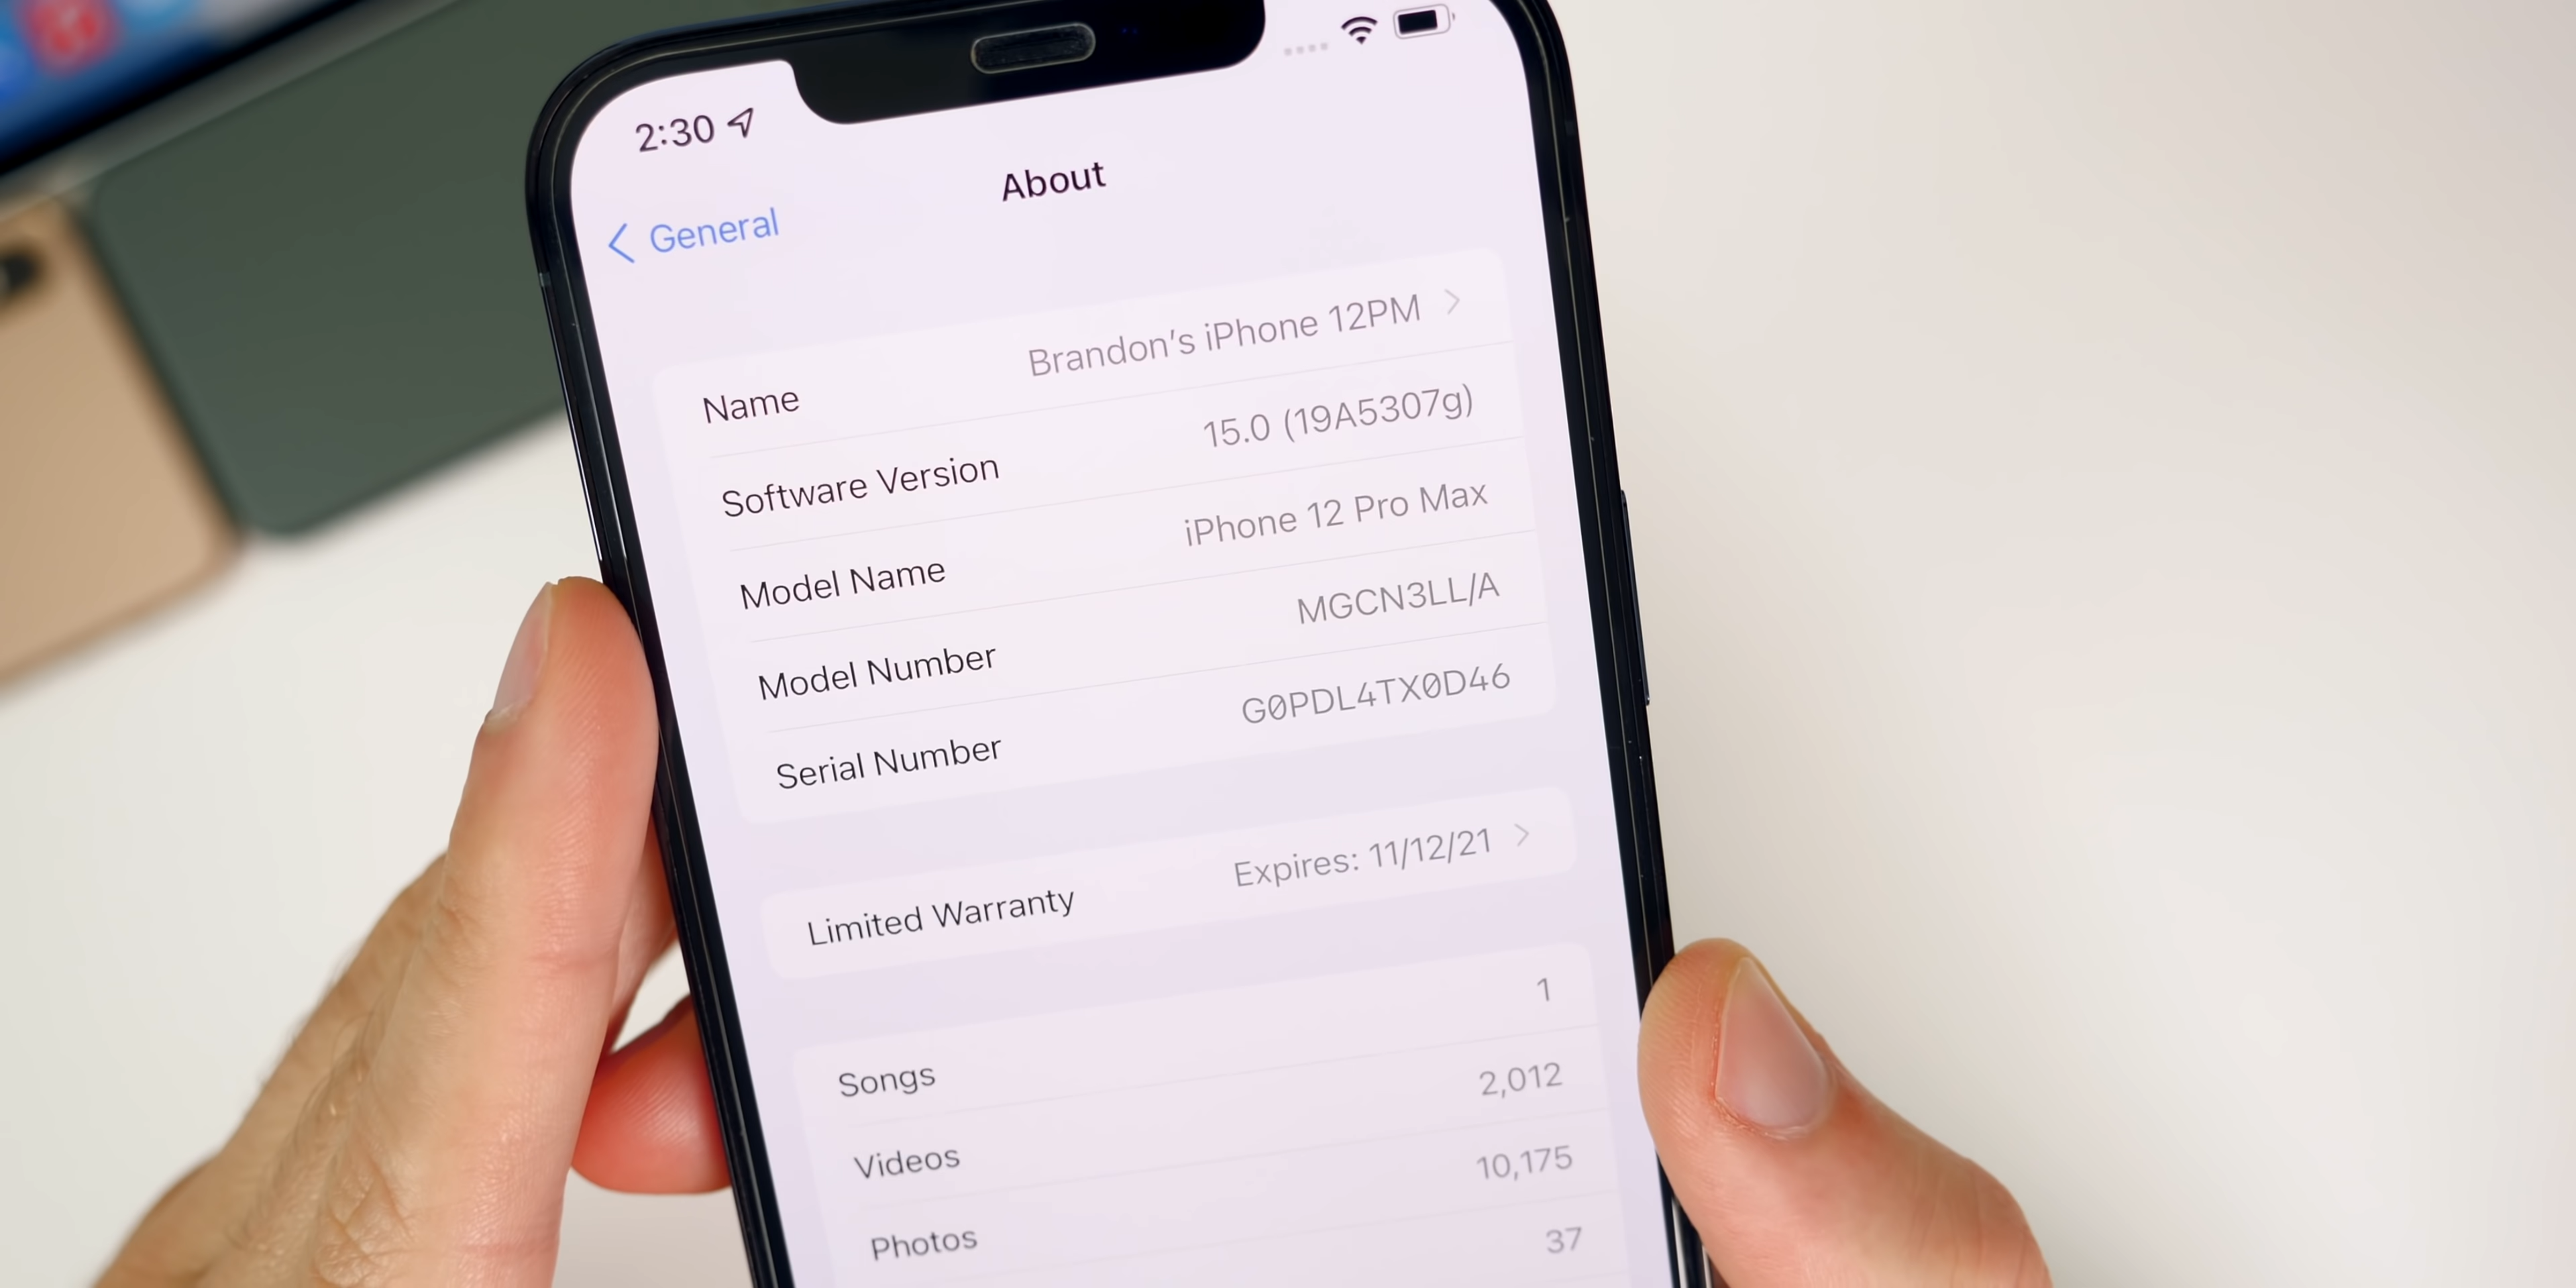 2:30
About
General
Name Brandon's iPhone 12PM
Software Version 15.0 (19A5307g)
Model Name iPhone 12 Pro Max
Model Number MGCN3LL/A
Serial Number G0PDL4TX0D46
Limited Warranty Expires: 11/12/21
Songs 1
Videos 2,012
Photos 10,175
37